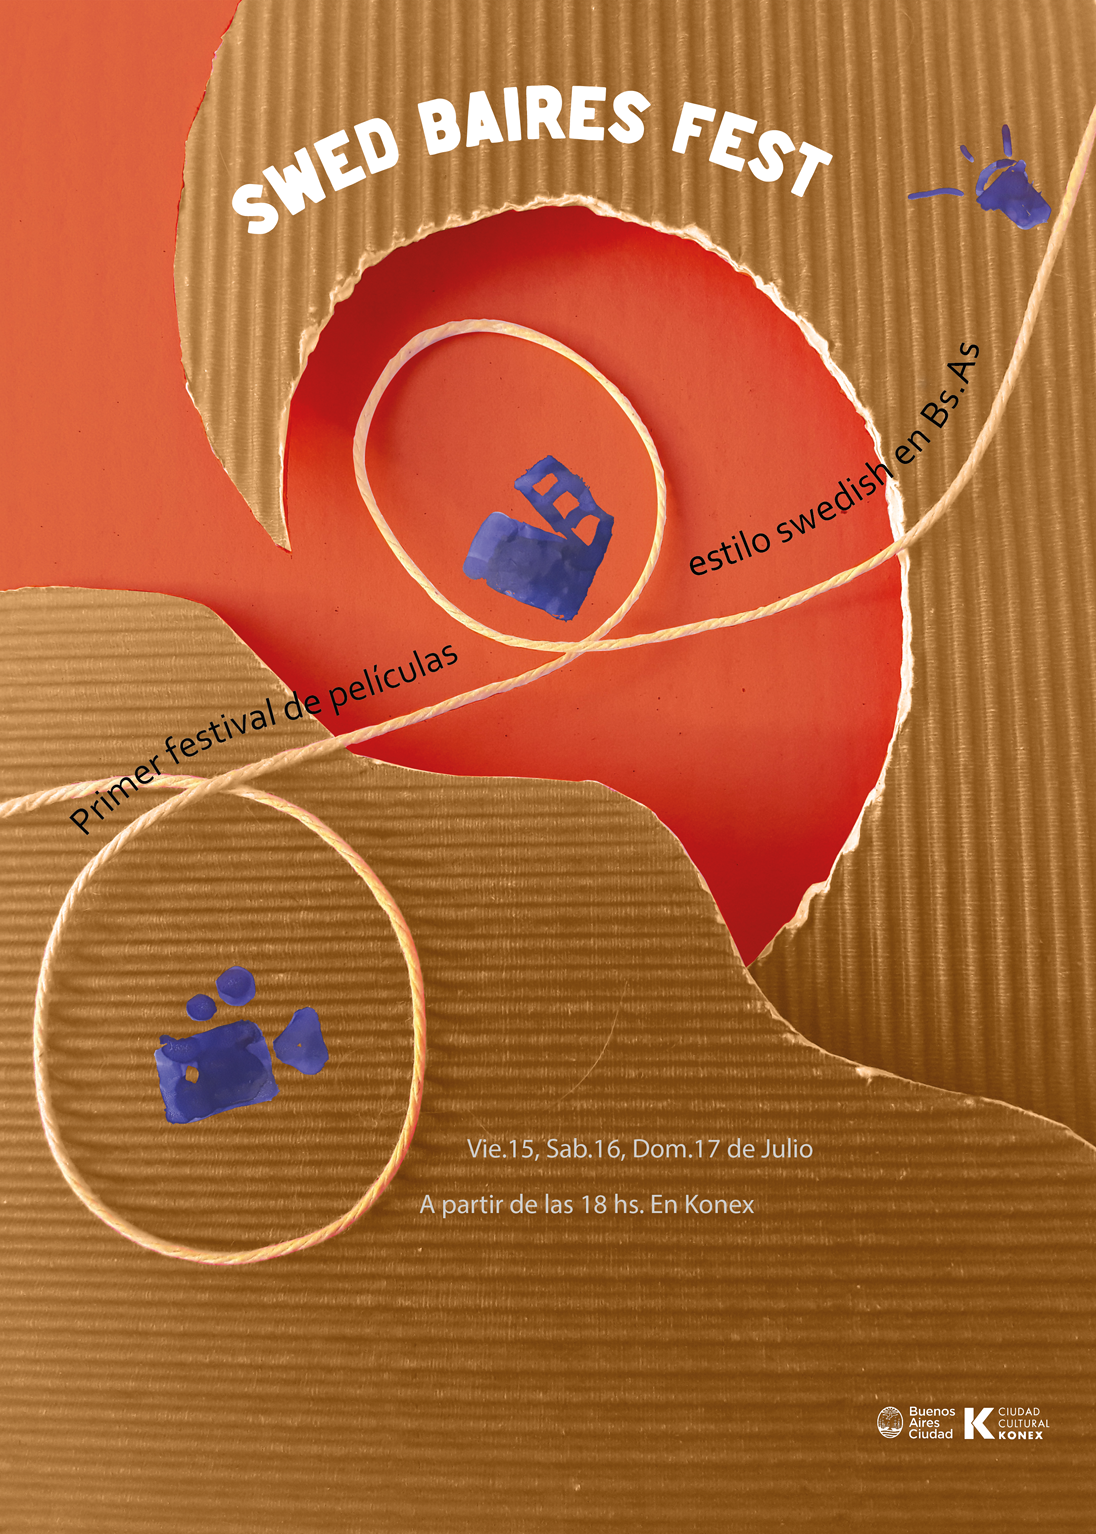 SWED BAIRES FEST
Primer festival de películas
estilo swedish en Bs.As
Vie.15, Sab.16, Dom.17 de Julio
A partir de las 18 hs. En Konex
Buenos
Aires
Ciudad
K
CIUDAD
CULTURAL
KONEX